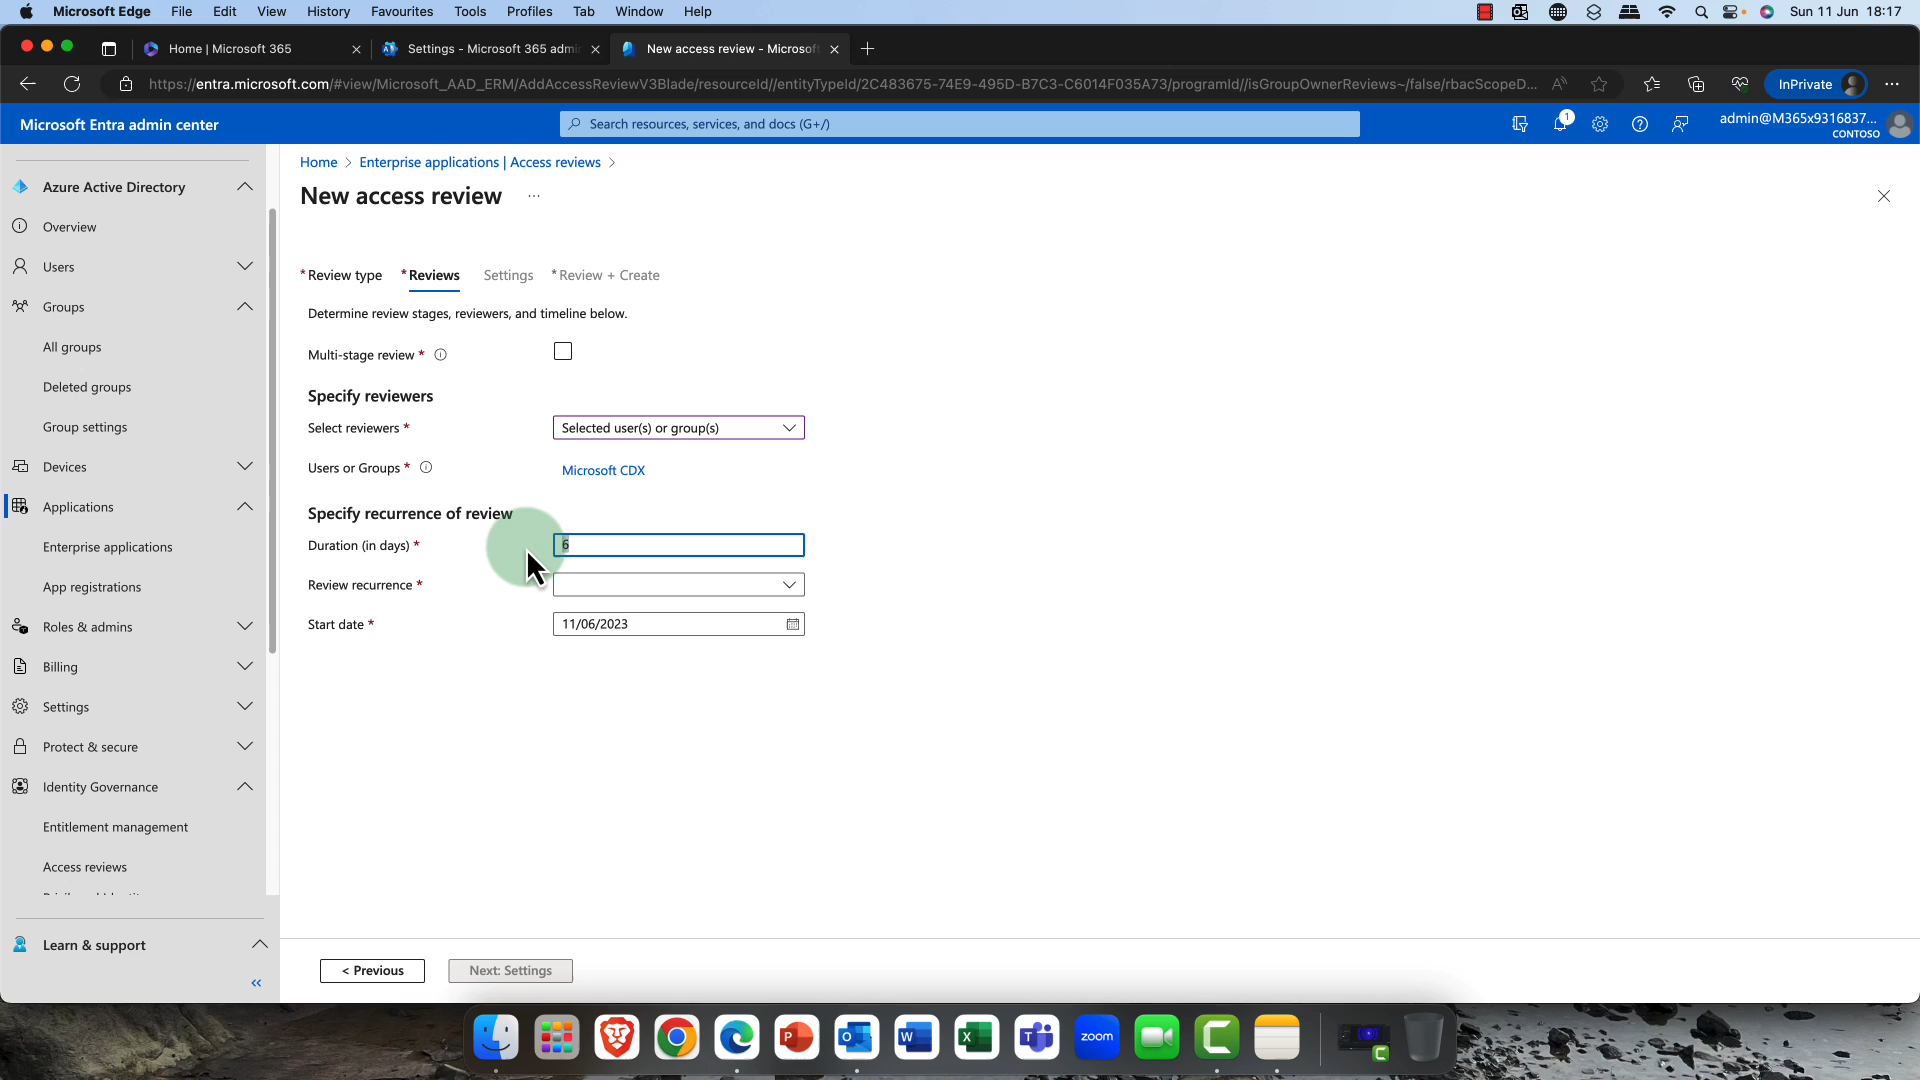 Microsoft Edge File Edit View History Favourites Tools Profiles Tab Window Help Sun 11 Jun 18:17
Home | Microsoft 365
Settings - Microsoft 365 admi
New access review - Microsof
https://entra.microsoft.com/#view/Microsoft_AAD_ERM/AddAccessReviewV3Blade/resourceId//entityTypeId/2C483675-74E9-495D-B7C3-C6014F035A73/programId//isGroupOwnerReviews~/false/rbacScopeD... InPrivate
Microsoft Entra admin center
Search resources, services, and docs (G+/)
1
admin@M365x9316837...
CONTOSO
Azure Active Directory
Overview
Users
Groups
All groups
Deleted groups
Group settings
Devices
Applications
Enterprise applications
App registrations
Roles & admins
Billing
Settings
Protect & secure
Identity Governance
Entitlement management
Access reviews
Learn & support
«
Home > Enterprise applications | Access reviews >
New access review ...
* Review type * Reviews Settings * Review + Create
Determine review stages, reviewers, and timeline below.
Multi-stage review *
Specify reviewers
Select reviewers * Selected user(s) or group(s)
Users or Groups * Microsoft CDX
Specify recurrence of review
Duration (in days) * 6
Review recurrence *
Start date * 11/06/2023
< Previous Next: Settings
zoom